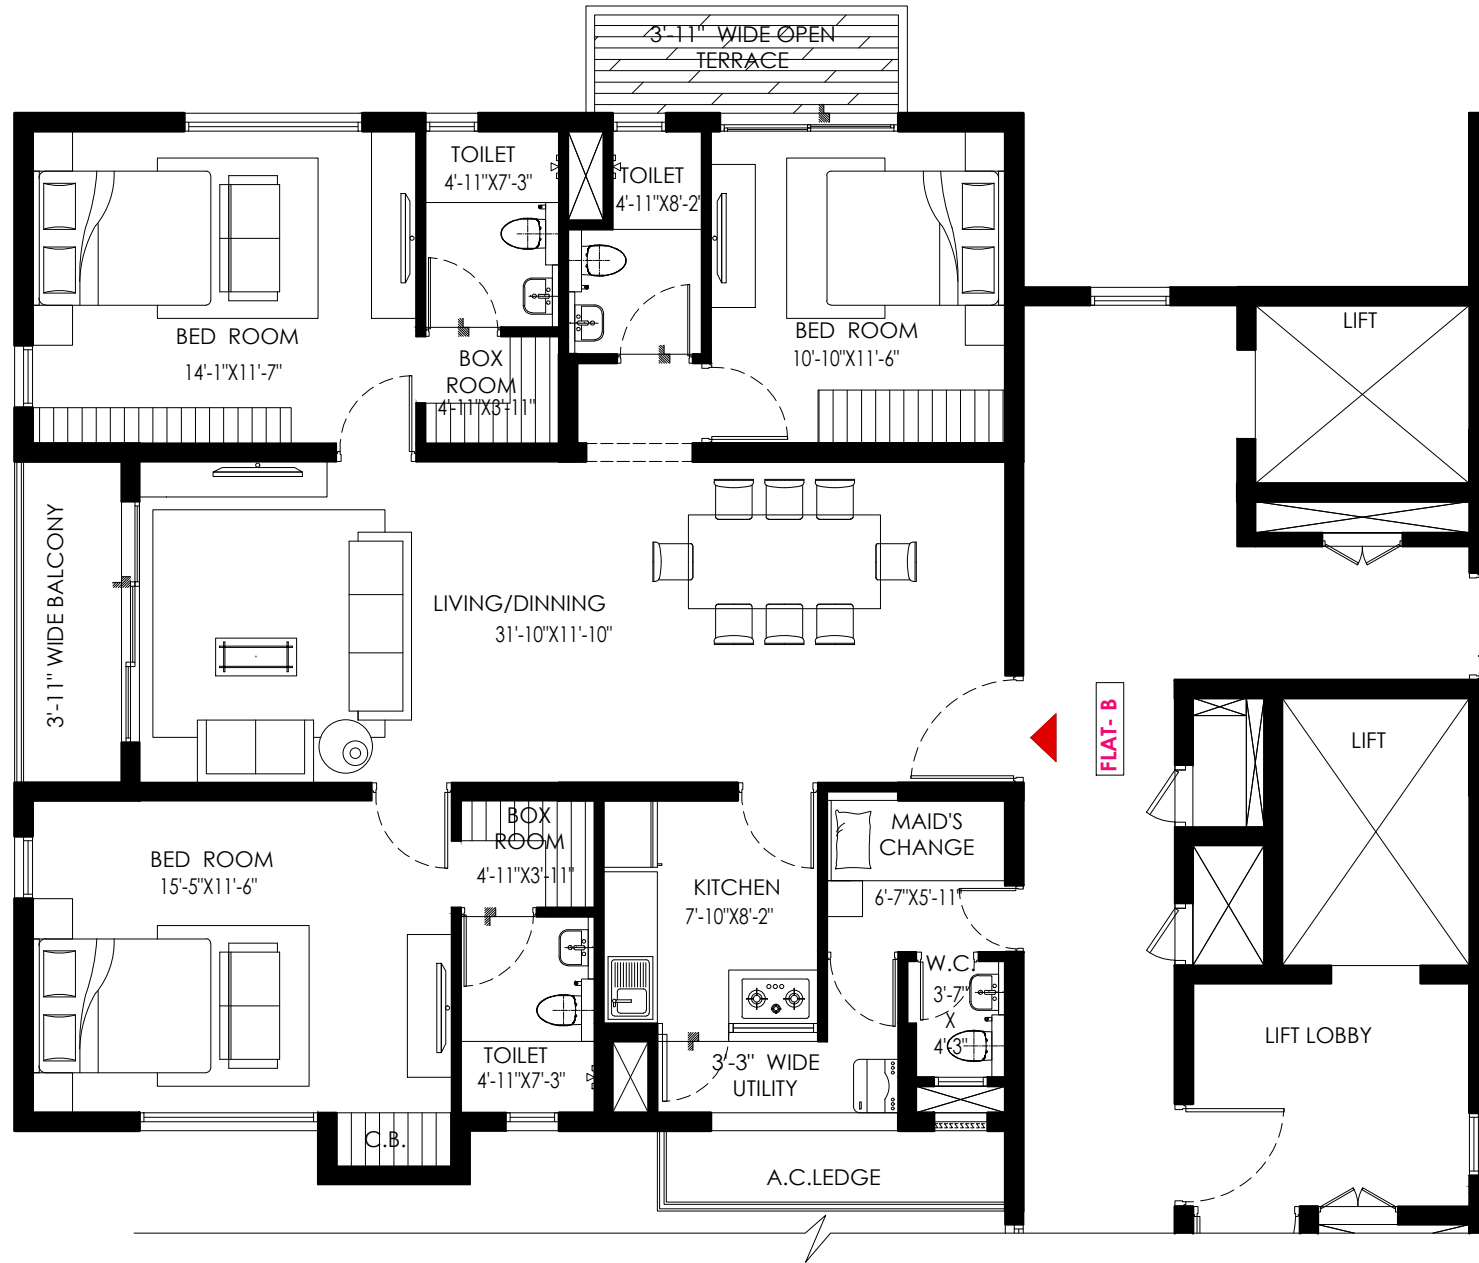 3'-11" WIDE OPEN
TERRACE
TOILET
4'-11"X7'-3"
TOILET
4'-11"X8'-2"
BED ROOM
14'-1"X11'-7"
BOX
ROOM
4'-11"X3'-11"
BED ROOM
10'-10"X11'-6"
LIFT
3'-11" WIDE BALCONY
LIVING/DINNING
31'-10"X11'-10"
FLAT- B
LIFT
BED ROOM
15'-5"X11'-6"
BOX
ROOM
4'-11"X3'-11"
KITCHEN
7'-10"X8'-2"
MAID'S
CHANGE
6'-7"X5'-11"
W.C.
3'-7"
X
4'-3"
TOILET
4'-11"X7'-3"
3'-3" WIDE
UTILITY
LIFT LOBBY
C.B.
A.C.LEDGE